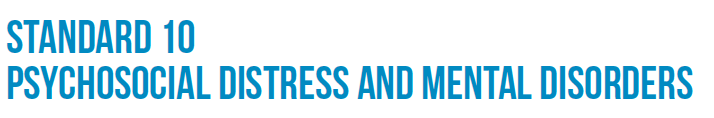 STANDARD 10
PSYCHOSOCIAL DISTRESS AND MENTAL DISORDERS